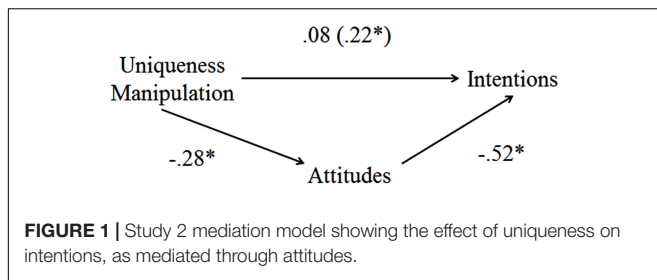 .08 (.22*)
Uniqueness
Manipulation
Intentions
-.28*
-.52*
Attitudes
FIGURE 1 | Study 2 mediation model showing the effect of uniqueness on
intentions, as mediated through attitudes.